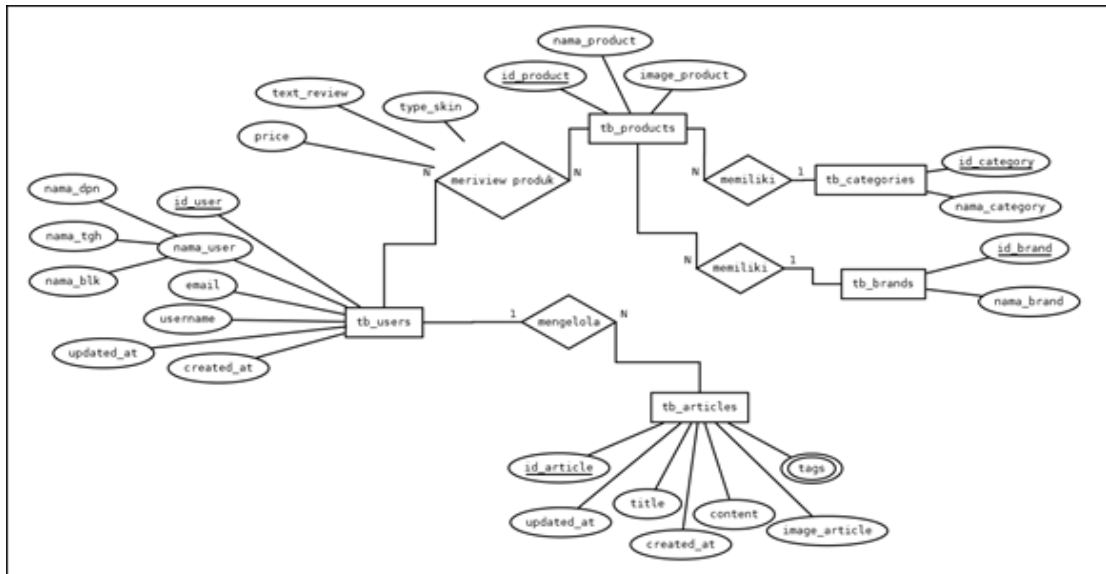 nama_product
id_product
image_product
text_review
type_skin
price
tb_products
N
N
meriview produk
N
N
memiliki
1
tb_categories
id_category
nama_category
nama_dpn
id_user
nama_tgh
nama_user
nama_blk
email
username
updated_at
created_at
tb_users
N
memiliki
1
tb_brands
id_brand
nama_brand
1
mengelola
N
tb_articles
id_article
updated_at
title
created_at
content
image_article
tags